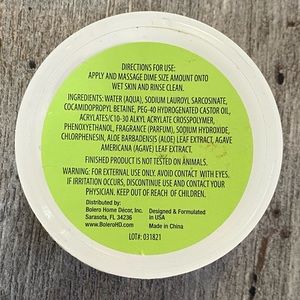 DIRECTIONS FOR USE:
APPLY AND MASSAGE DIME SIZE AMOUNT ONTO
WET SKIN AND RINSE CLEAN.
INGREDIENTS: WATER (AQUA), SODIUM LAUROYL SARCOSINATE,
COCAMIDOPROPYL BETAINE, PEG-40 HYDROGENATED CASTOR OIL,
ACRYLATES/C10-30 ALKYL ACRYLATE CROSSPOLYMER,
PHENOXYETHANOL, FRAGRANCE (PARFUM), SODIUM HYDROXIDE,
CHLORPHENESIN, ALOE BARBADENSIS (ALOE) LEAF EXTRACT, AGAVE
AMERICANA (AGAVE) LEAF EXTRACT.
FINISHED PRODUCT IS NOT TESTED ON ANIMALS.
WARNING: FOR EXTERNAL USE ONLY. AVOID CONTACT WITH EYES.
IF IRRITATION OCCURS, DISCONTINUE USE AND CONTACT YOUR
PHYSICIAN. KEEP OUT OF REACH OF CHILDREN.
Distributed by:
Bolero Home Décor, Inc.
Sarasota, FL 34236
www.BoleroHD.com
Designed & Formulated
in USA
Made in China
LOT#: 031821